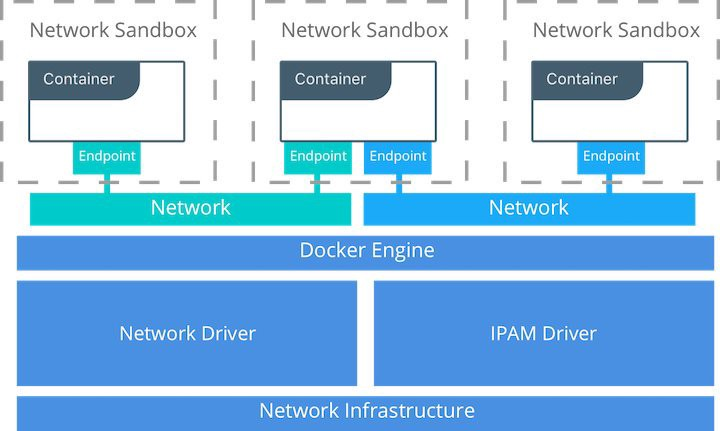 Network Sandbox
Network Sandbox
Network Sandbox
Container
Container
Container
Endpoint
Endpoint
Endpoint
Endpoint
Network
Network
Docker Engine
Network Driver
IPAM Driver
Network Infrastructure